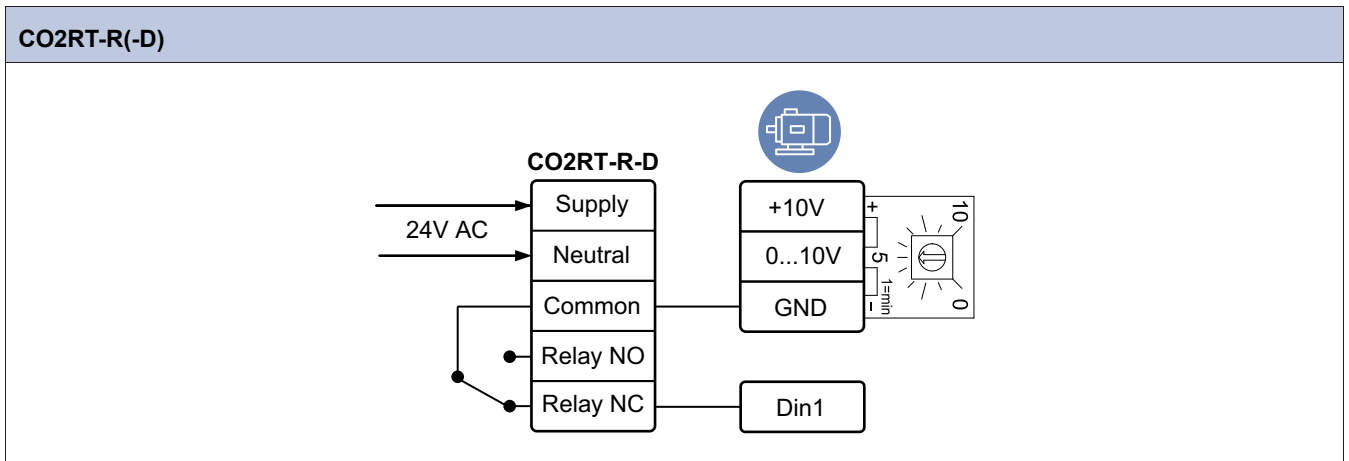 CO2RT-R(-D)
CO2RT-R-D
24V AC
Supply
Neutral
Common
Relay NO
Relay NC
+10V
0...10V
GND
Din1
+
5
-
1=min
10
0